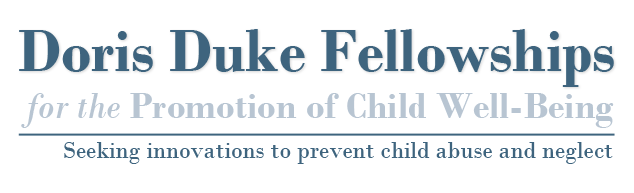 Doris Duke Fellowships
for the Promotion of Child Well-Being
Seeking innovations to prevent child abuse and neglect